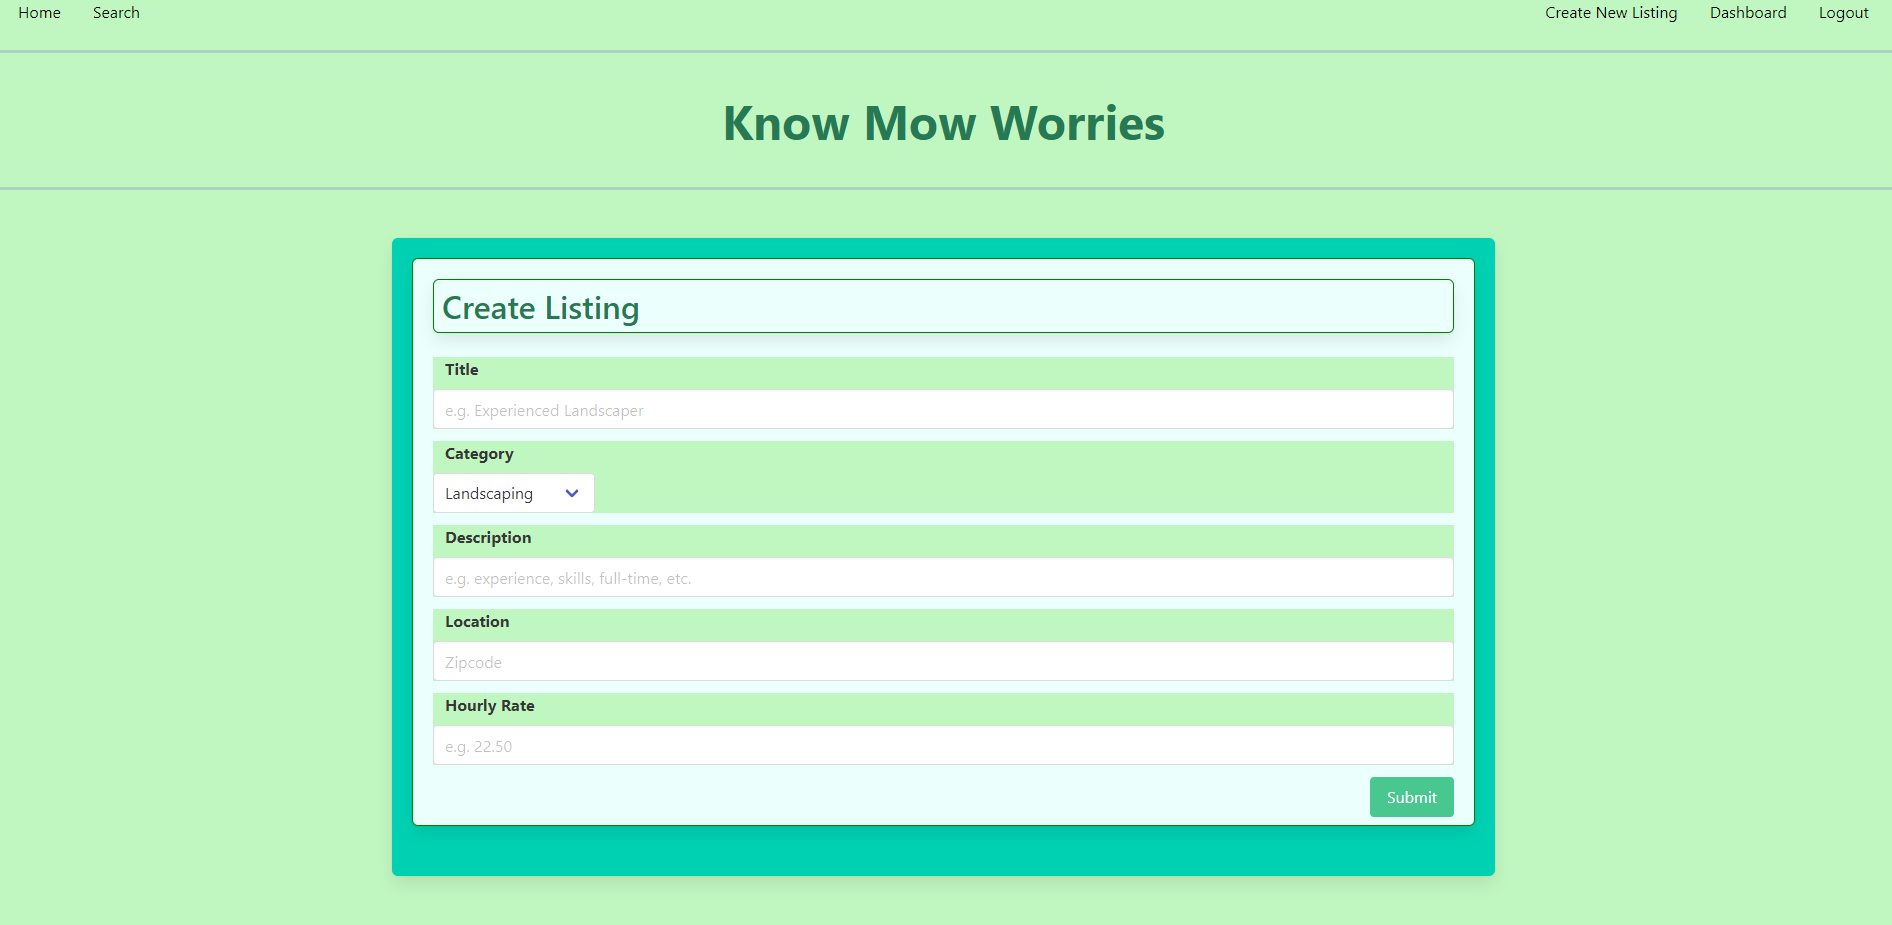 Home Search Create New Listing Dashboard Logout
Know Mow Worries
Create Listing
Title
e.g. Experienced Landscaper
Category
Landscaping
Description
e.g. experience, skills, full-time, etc.
Location
Zipcode
Hourly Rate
e.g. 22.50
Submit